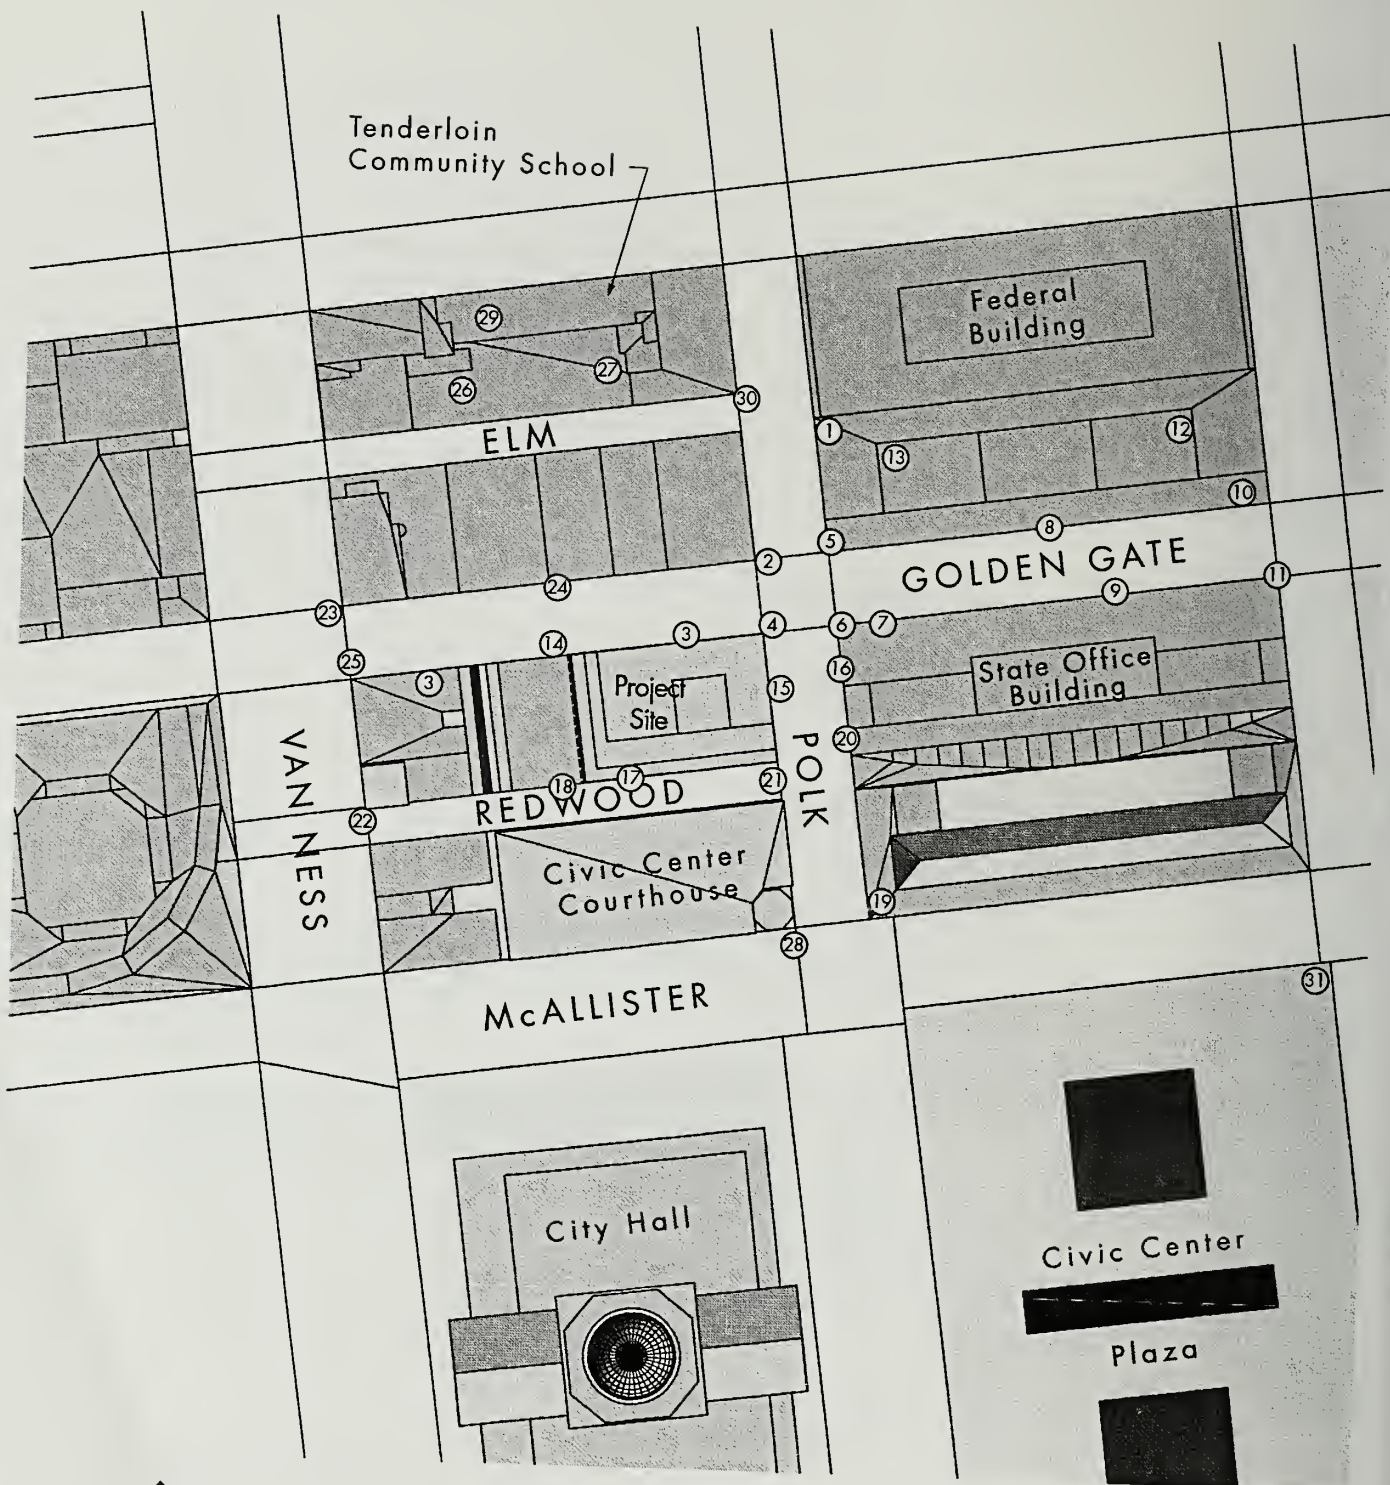 Tenderloin
Community School
Federal
Building
29
27
26
30
1
12
13
ELM
10
8
5
2
GOLDEN GATE
24
11
9
23
4
6
7
3
14
25
16
3
State Office
Building
Project
Site
15
20
VAN NESS
POLK
21
17
18
REDWOOD
22
Civic Center
Courthouse
19
28
31
McALLISTER
City Hall
Civic Center
Plaza